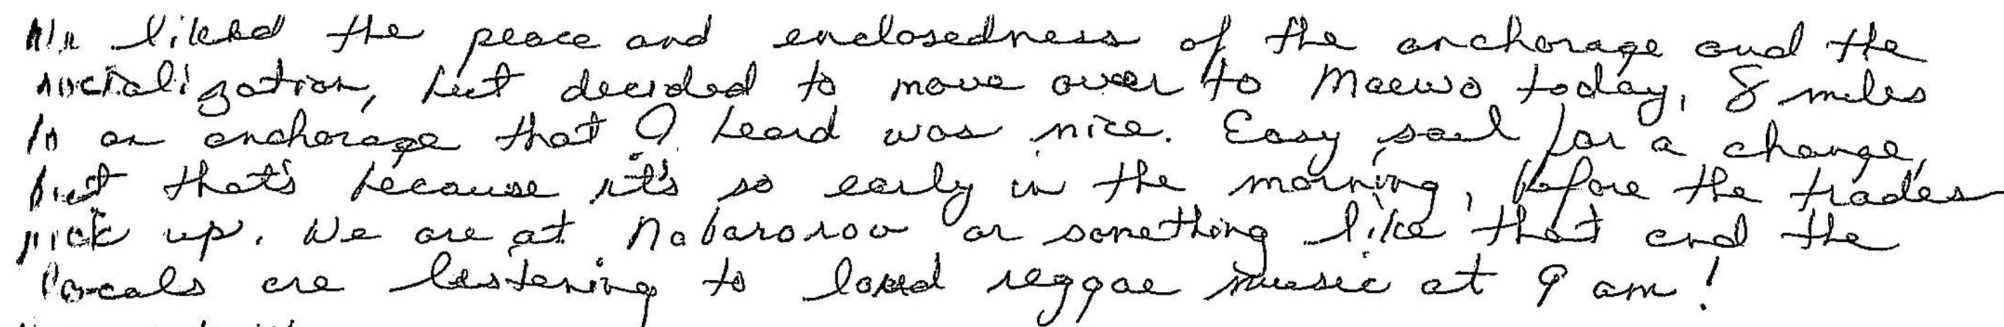 We liked the peace and enclosedness of the anchorage and the
socialization, but decided to move over to Maewo today, 8 miles
to an anchorage that I heard was nice. Easy sail for a change,
but that's because it's so early in the morning, before the trades
pick up. We are at Nabarorou or something like that and the
locals are listening to loud reggae music at 9 am!